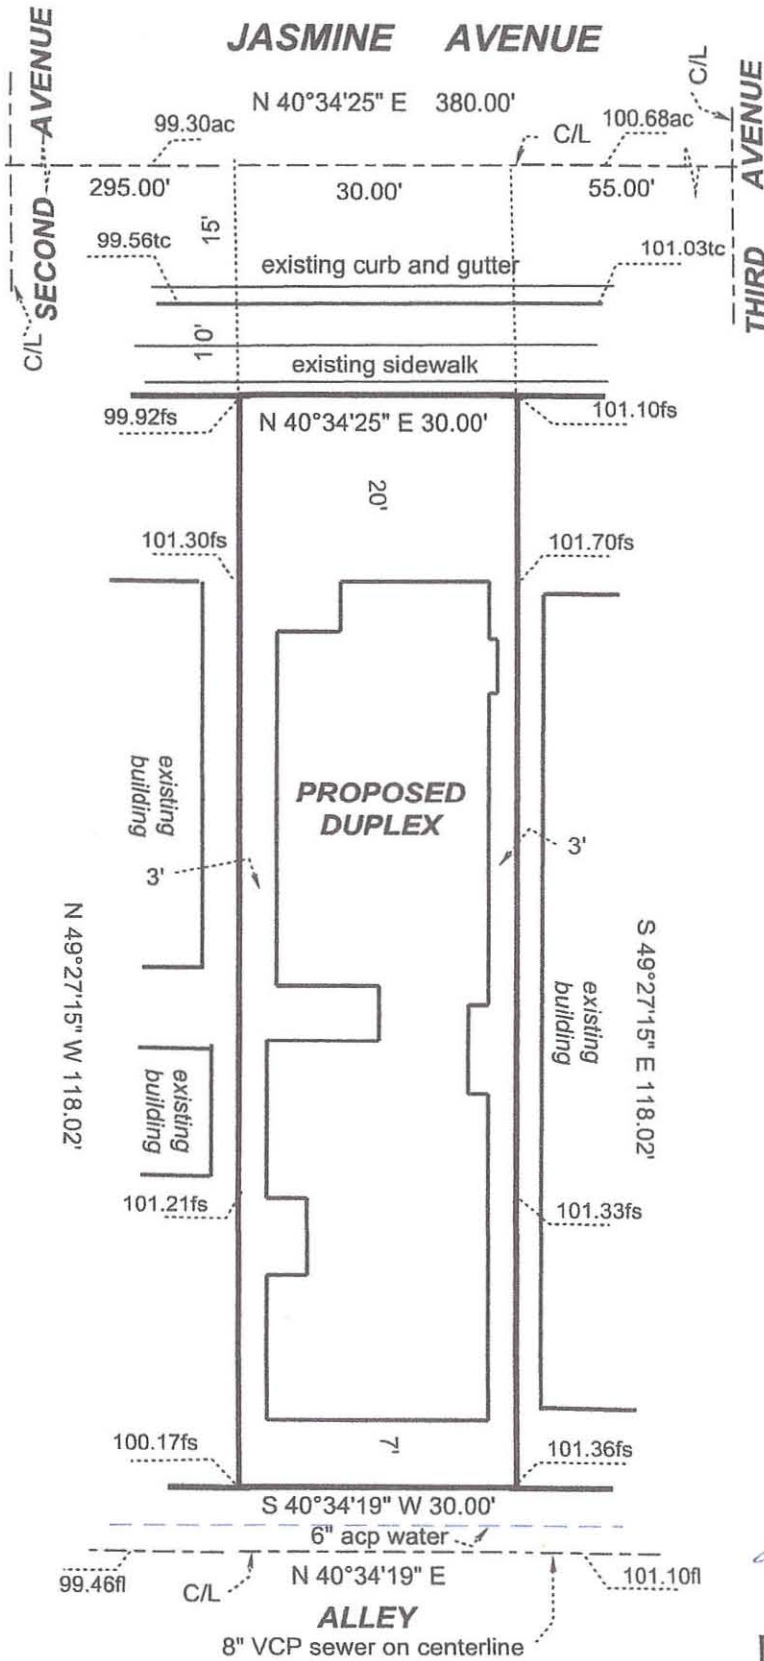 JASMINE AVENUE
SECOND AVENUE
C/L
THIRD AVENUE
N 40°34'25" E 380.00'
99.30ac
C/L
100.68ac
295.00'
30.00'
55.00'
15'
99.56tc
existing curb and gutter
101.03tc
C/L
10'
existing sidewalk
99.92fs
N 40°34'25" E 30.00'
101.10fs
20'
101.30fs
101.70fs
existing
building
PROPOSED
DUPLEX
3'
3'
N 49°27'15" W 118.02'
S 49°27'15" E 118.02'
existing
building
existing
building
101.21fs
101.33fs
100.17fs
7'
101.36fs
S 40°34'19" W 30.00'
6" acp water
99.46fl
C/L
N 40°34'19" E
101.10fl
ALLEY
8" VCP sewer on centerline